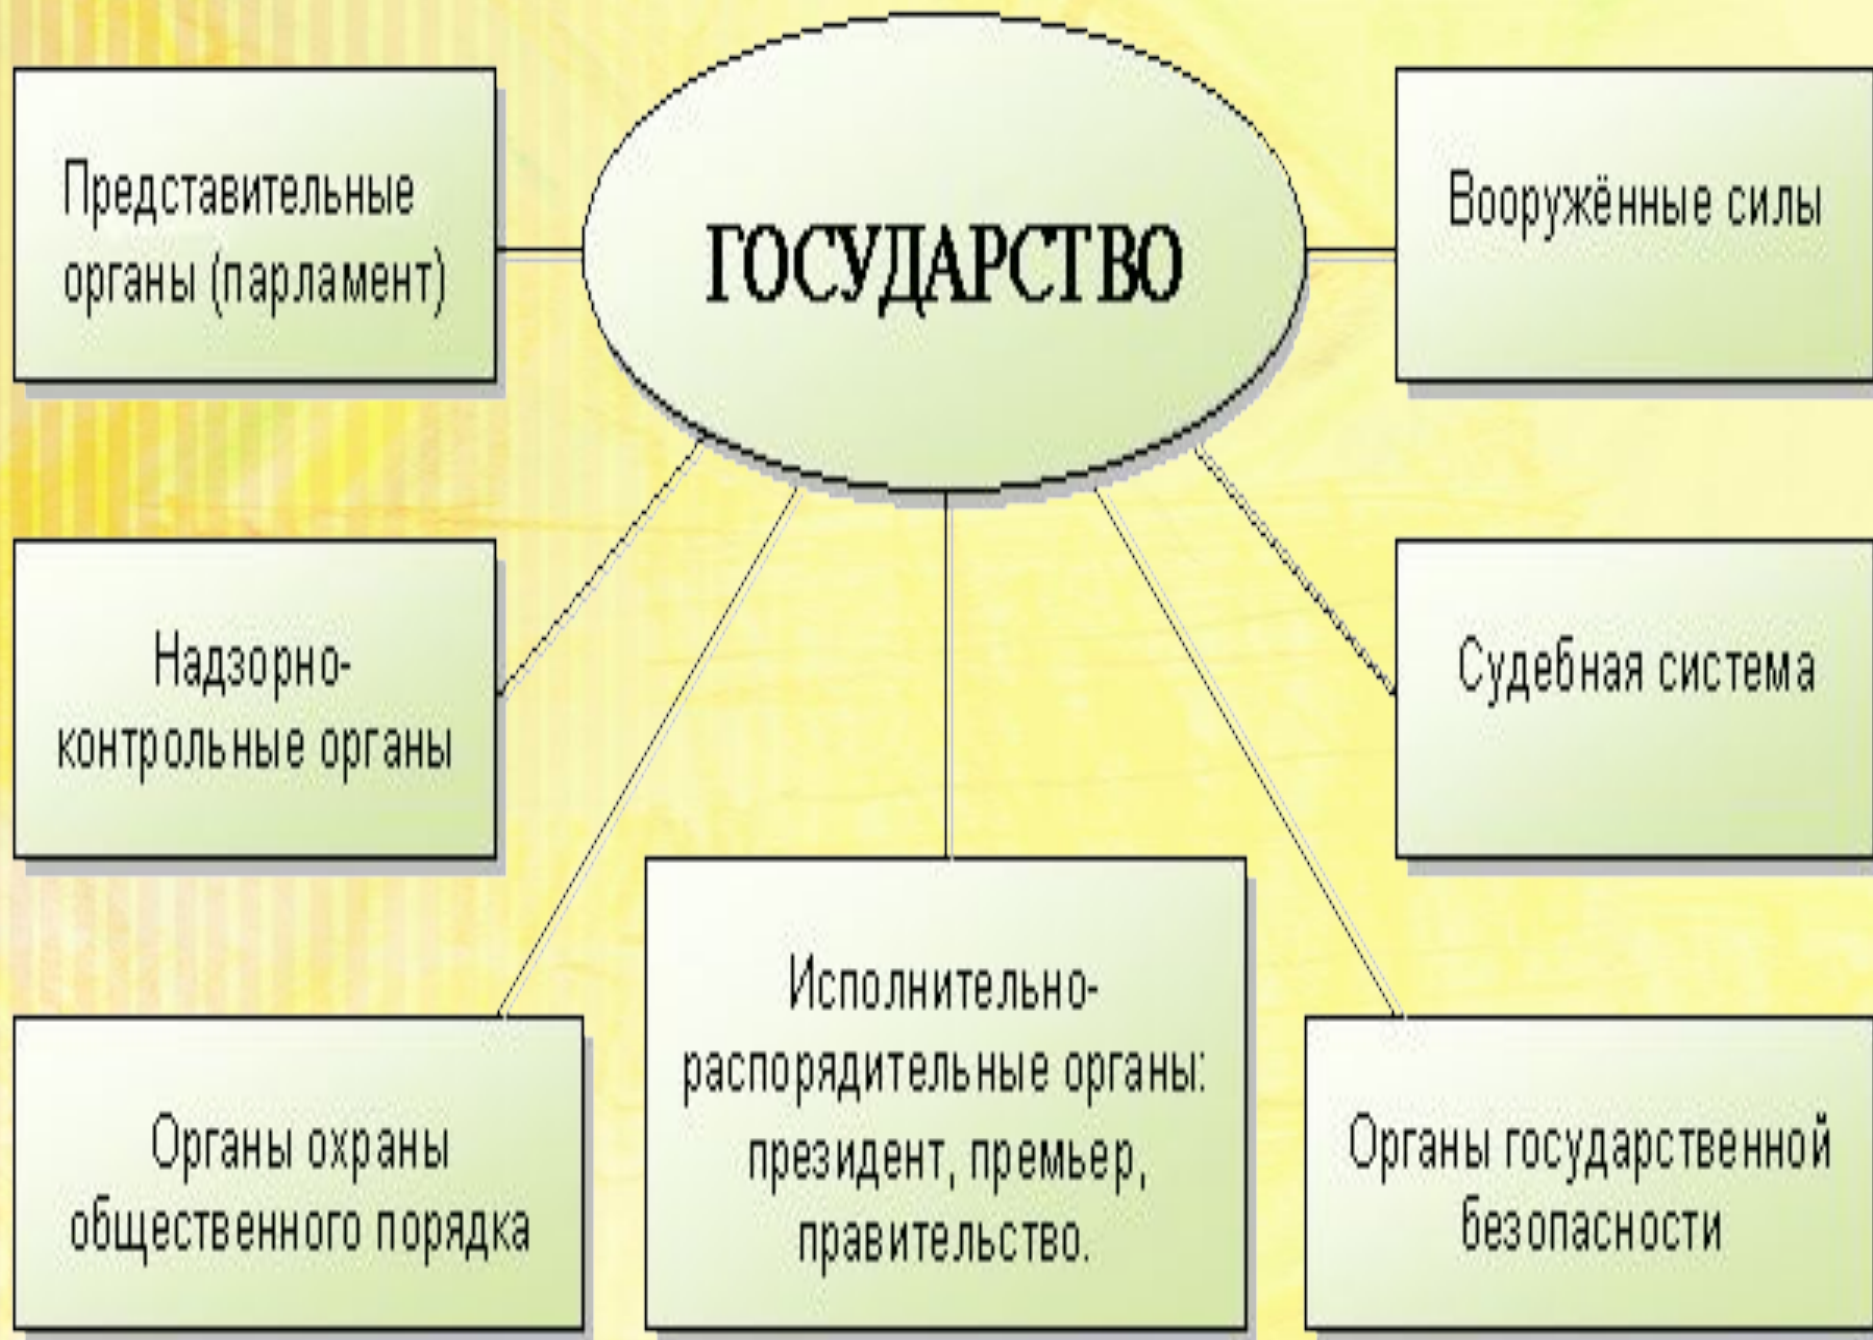 ГОСУДАРСТВО
Представительные
органы (парламент)
Вооружённые силы
Надзорно-
контрольные органы
Судебная система
Органы охраны
общественного порядка
Исполнительно-
распорядительные органы:
президент, премьер,
правительство.
Органы государственной
безопасности